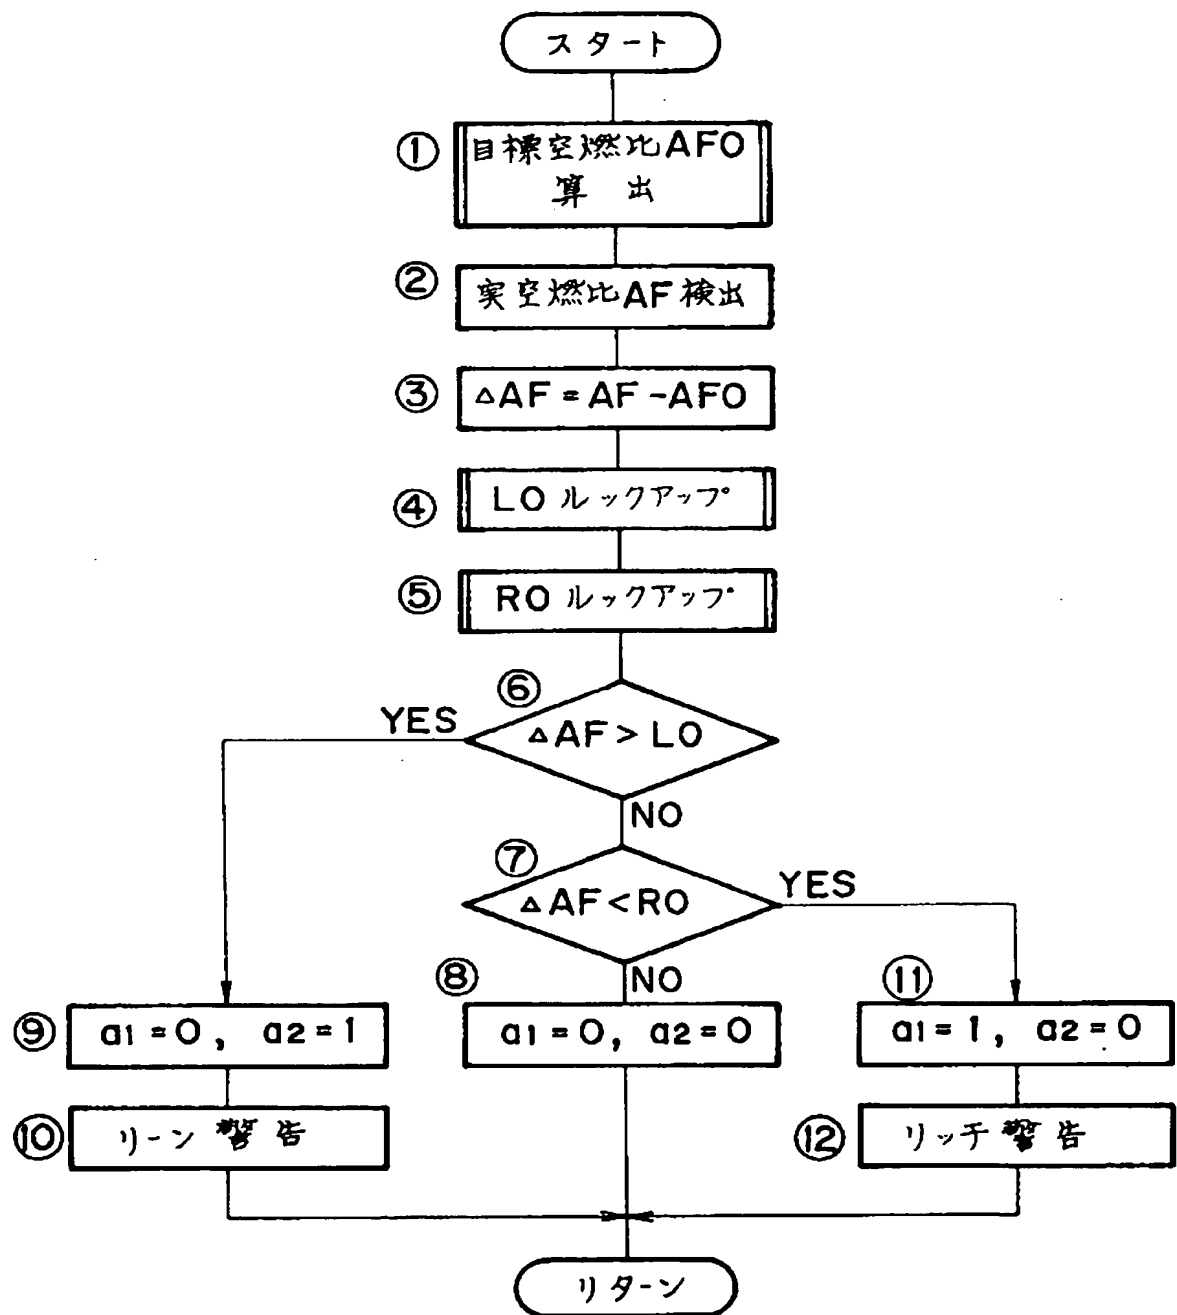 スタート
① 目標空燃比AFO
算出
② 実空燃比AF検出
③ △AF=AF-AFO
④ LOルックアップ
⑤ ROルックアップ
⑥
YES △AF>LO
NO
⑦
△AF<RO YES
⑧ NO ⑪
⑨ a1=0, a2=1 a1=0, a2=0 a1=1, a2=0
⑩ リーン警告 ⑫ リッチ警告
リターン